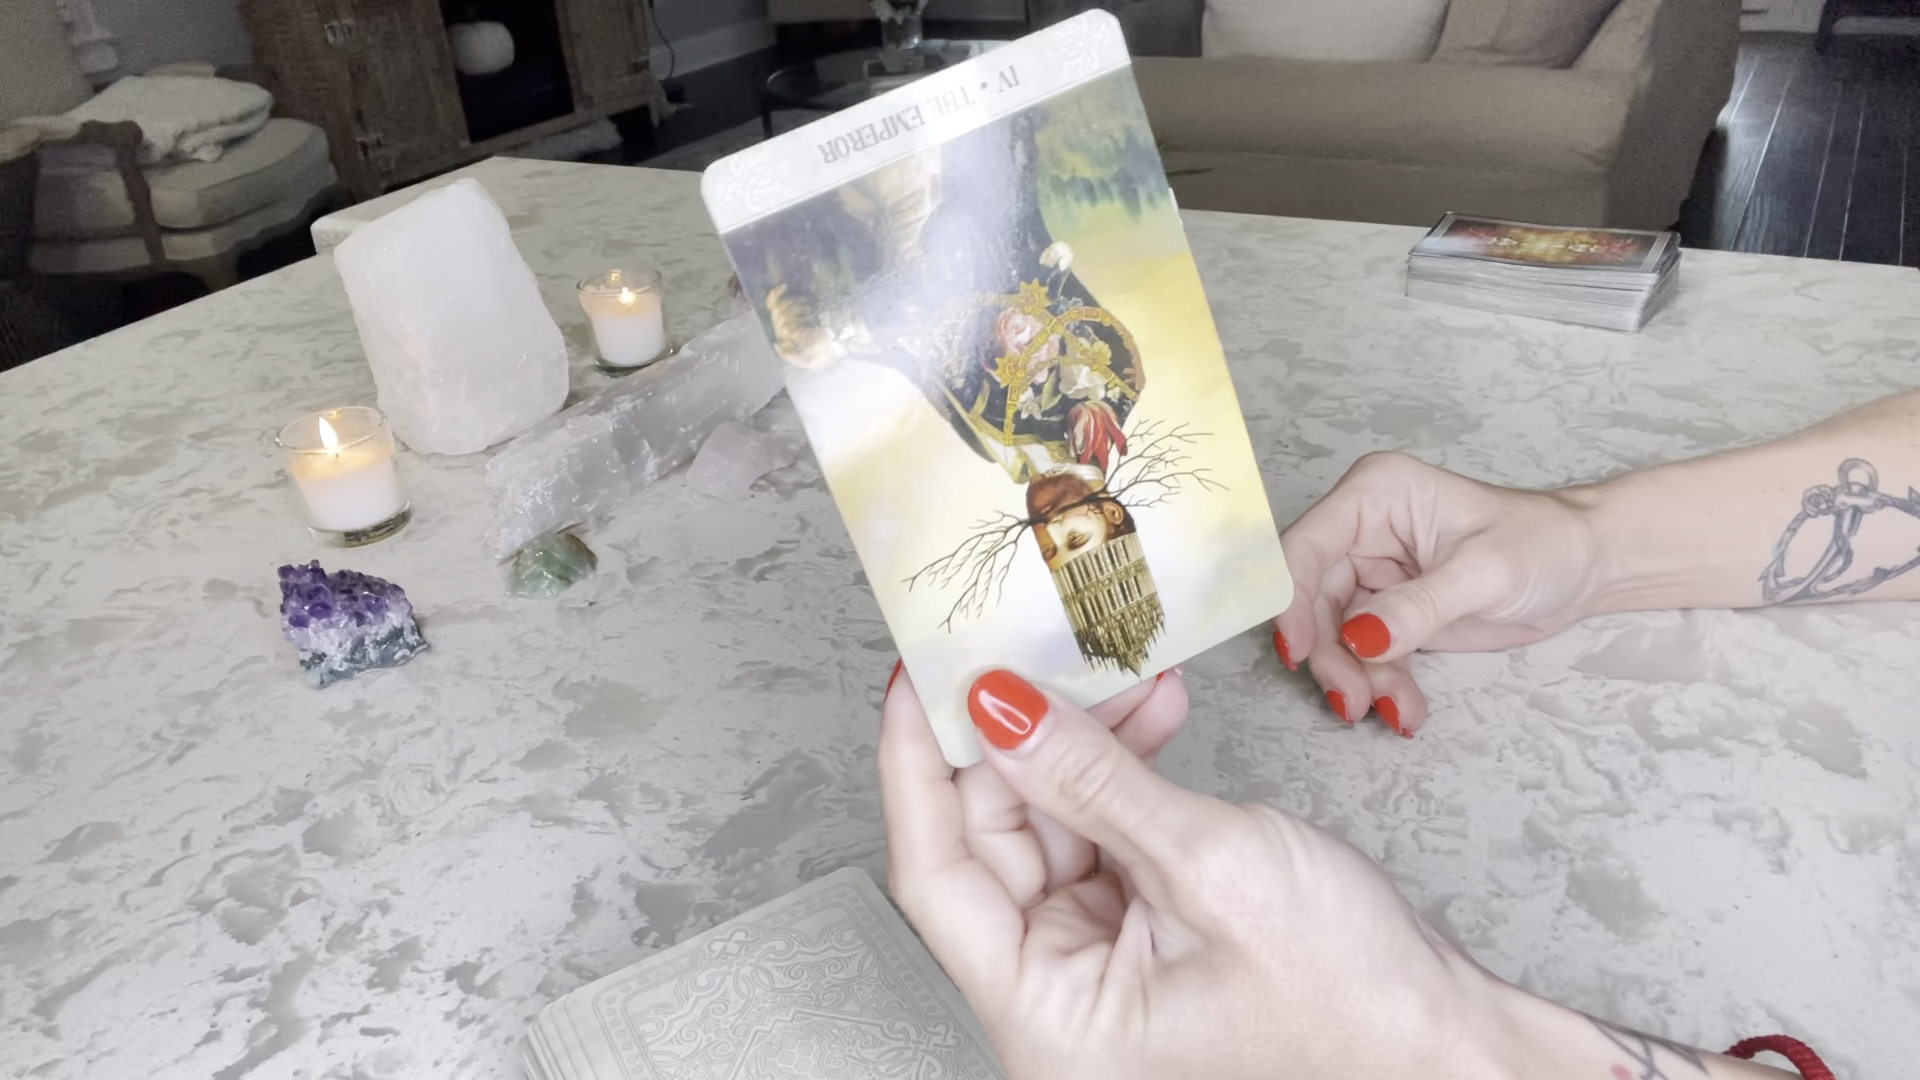 IV • THE EMPEROR